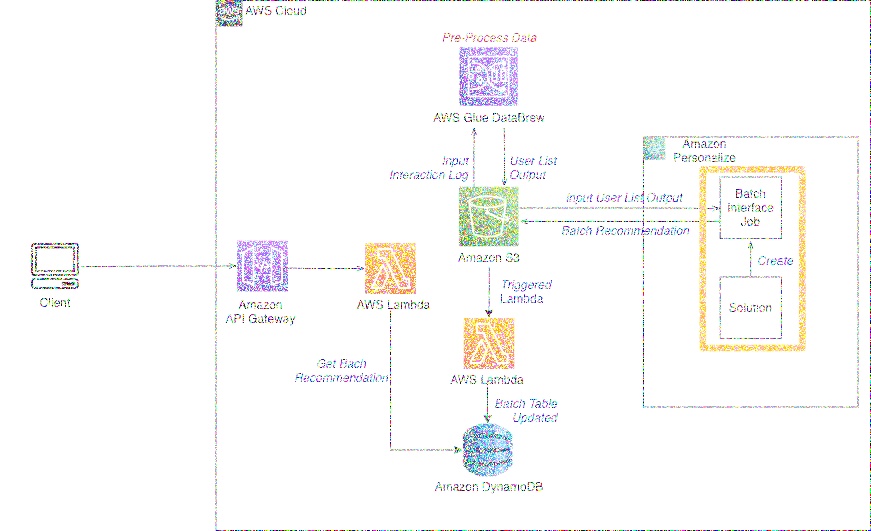 AWS Cloud
Pre-Process Data
AWS Glue DataBrew
Input
Interaction Log
User List
Output
Amazon
Personalize
Input User List Output
Batch
Interface
Job
Batch Recommendation
Amazon S3
Create
Client
Amazon
API Gateway
AWS Lambda
Triggered
Lambda
Solution
Get Bach
Recommendation
AWS Lambda
Batch Table
Updated
Amazon DynamoDB